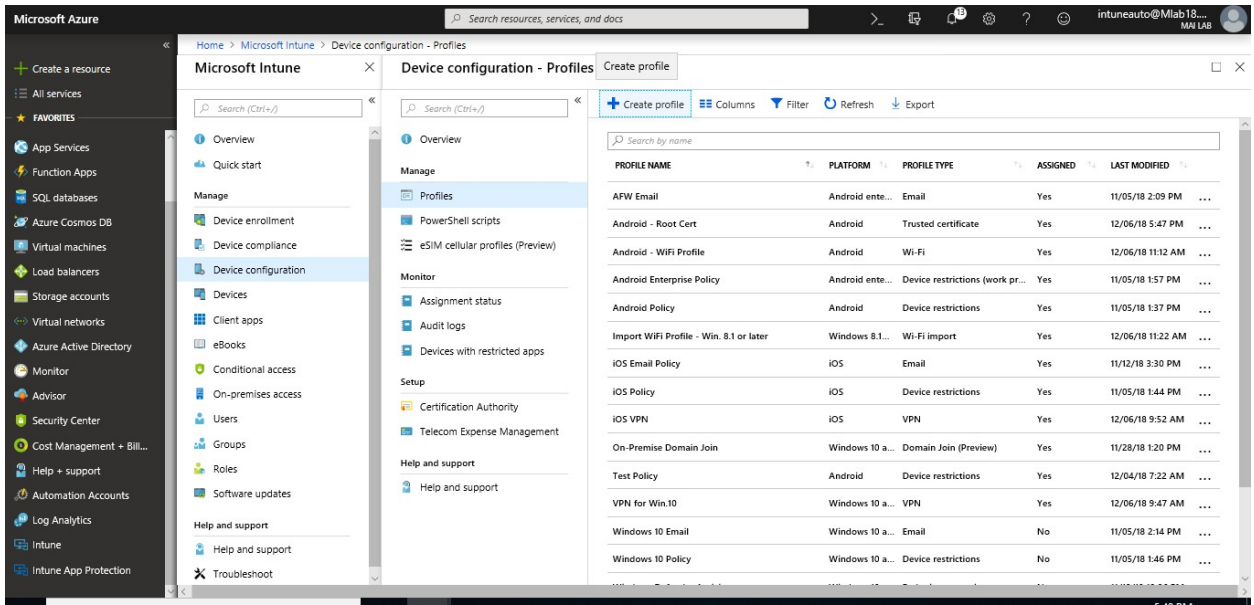 Microsoft Azure
Search resources, services, and docs
13
intuneauto@Mlab18....
MAI LAB
Home > Microsoft Intune > Device configuration - Profiles
Create a resource
All services
FAVORITES
App Services
Function Apps
SQL databases
Azure Cosmos DB
Virtual machines
Load balancers
Storage accounts
Virtual networks
Azure Active Directory
Monitor
Advisor
Security Center
Cost Management + Bill...
Help + support
Automation Accounts
Log Analytics
Intune
Intune App Protection
Microsoft Intune
Search (Ctrl+/)
Overview
Quick start
Manage
Device enrollment
Device compliance
Device configuration
Devices
Client apps
eBooks
Conditional access
On-premises access
Users
Groups
Roles
Software updates
Help and support
Help and support
Troubleshoot
Device configuration - Profiles
Create profile
Search (Ctrl+/)
Overview
Manage
Profiles
PowerShell scripts
eSIM cellular profiles (Preview)
Monitor
Assignment status
Audit logs
Devices with restricted apps
Setup
Certification Authority
Telecom Expense Management
Help and support
Help and support
Create profile Columns Filter Refresh Export
Search by name
PROFILE NAME PLATFORM PROFILE TYPE ASSIGNED LAST MODIFIED
AFW Email Android ente... Email Yes 11/05/18 2:09 PM ...
Android - Root Cert Android Trusted certificate Yes 12/06/18 5:47 PM ...
Android - WiFi Profile Android Wi-Fi Yes 12/06/18 11:12 AM ...
Android Enterprise Policy Android ente... Device restrictions (work pr... Yes 11/05/18 1:57 PM ...
Android Policy Android Device restrictions Yes 11/05/18 1:37 PM ...
Import WiFi Profile - Win. 8.1 or later Windows 8.1... Wi-Fi import Yes 12/06/18 11:22 AM ...
iOS Email Policy iOS Email Yes 11/12/18 3:30 PM ...
iOS Policy iOS Device restrictions Yes 11/05/18 1:44 PM ...
iOS VPN iOS VPN Yes 12/06/18 9:52 AM ...
On-Premise Domain Join Windows 10 a... Domain Join (Preview) Yes 11/28/18 1:20 PM ...
Test Policy Android Device restrictions Yes 12/04/18 7:22 AM ...
VPN for Win.10 Windows 10 a... VPN Yes 12/06/18 9:47 AM ...
Windows 10 Email Windows 10 a... Email No 11/05/18 2:14 PM ...
Windows 10 Policy Windows 10 a... Device restrictions No 11/05/18 1:46 PM ...